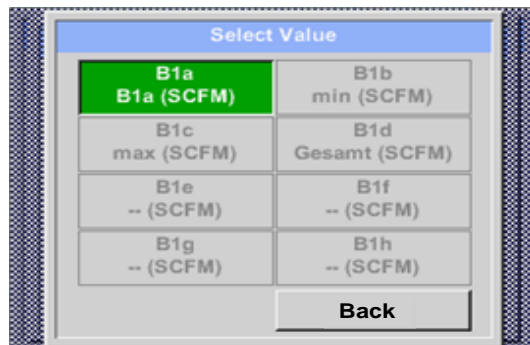 Select Value
B1a
B1a (SCFM)
B1b
min (SCFM)
B1c
max (SCFM)
B1d
Gesamt (SCFM)
B1e
-- (SCFM)
B1f
-- (SCFM)
B1g
-- (SCFM)
B1h
-- (SCFM)
Back